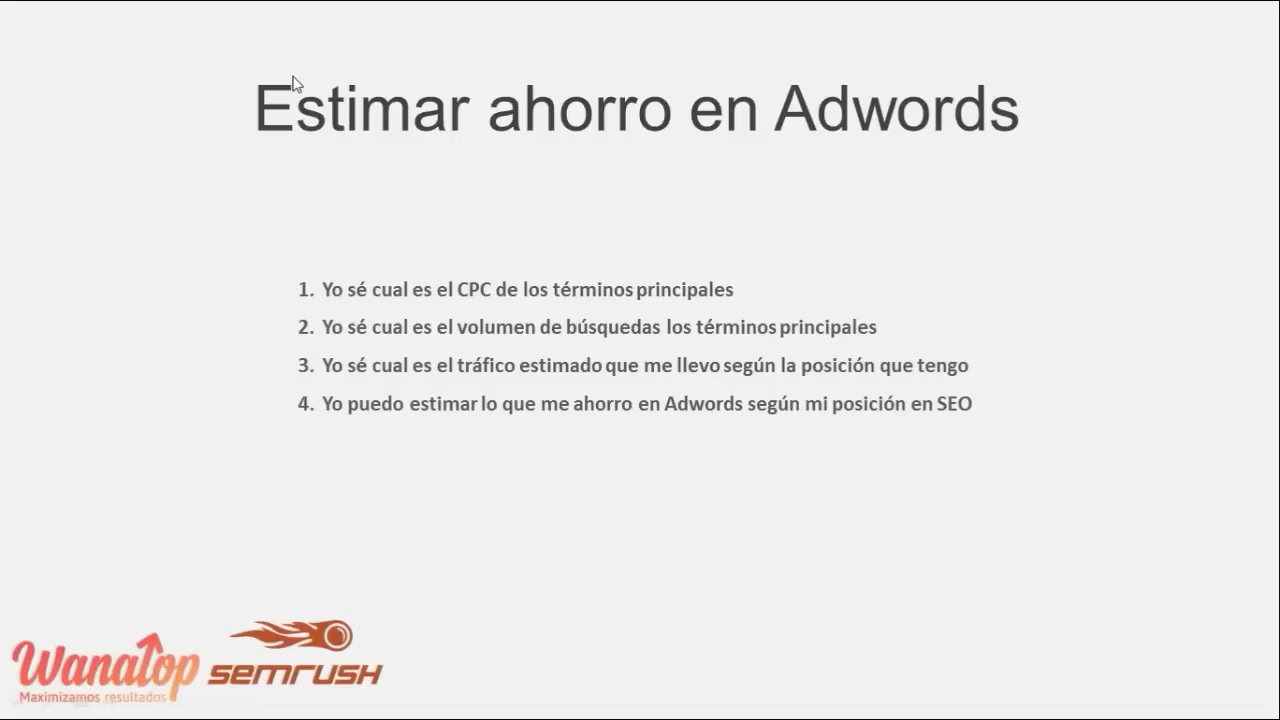 Estimar ahorro en Adwords
1. Yo sé cual es el CPC de los términos principales
2. Yo sé cual es el volumen de búsquedas los términos principales
3. Yo sé cual es el tráfico estimado que me llevo según la posición que tengo
4. Yo puedo estimar lo que me ahorro en Adwords según mi posición en SEO
Wanatop
Maximizamos resultados
semrush